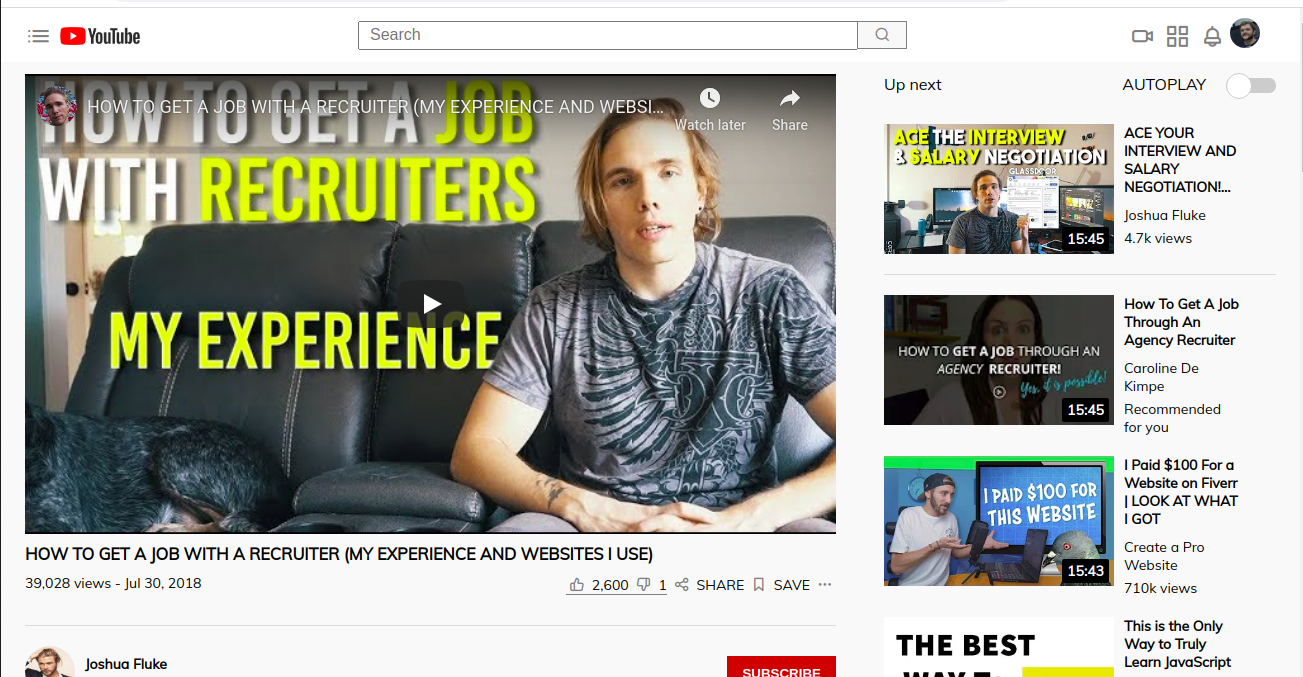 YouTube
Search
HOW TO GET A JOB WITH A RECRUITER (MY EXPERIENCE AND WEBSI...
Watch later
Share
HOW TO GET A JOB
WITH RECRUITERS
MY EXPERIENCE
HOW TO GET A JOB WITH A RECRUITER (MY EXPERIENCE AND WEBSITES I USE)
39,028 views - Jul 30, 2018
2,600 1 SHARE SAVE ...
Joshua Fluke
SUBSCRIBE
Up next
AUTOPLAY
ACE THE INTERVIEW
& SALARY NEGOTIATION
GLASSDOOR
15:45
ACE YOUR
INTERVIEW AND
SALARY
NEGOTIATION!...
Joshua Fluke
4.7k views
HOW TO GET A JOB THROUGH AN
AGENCY RECRUITER!
Yes, it is possible!
15:45
How To Get A Job
Through An
Agency Recruiter
Caroline De
Kimpe
Recommended
for you
I PAID $100 FOR
THIS WEBSITE
15:43
I Paid $100 For a
Website on Fiverr
| LOOK AT WHAT
I GOT
Create a Pro
Website
710k views
THE BEST
WAY TO
This is the Only
Way to Truly
Learn JavaScript